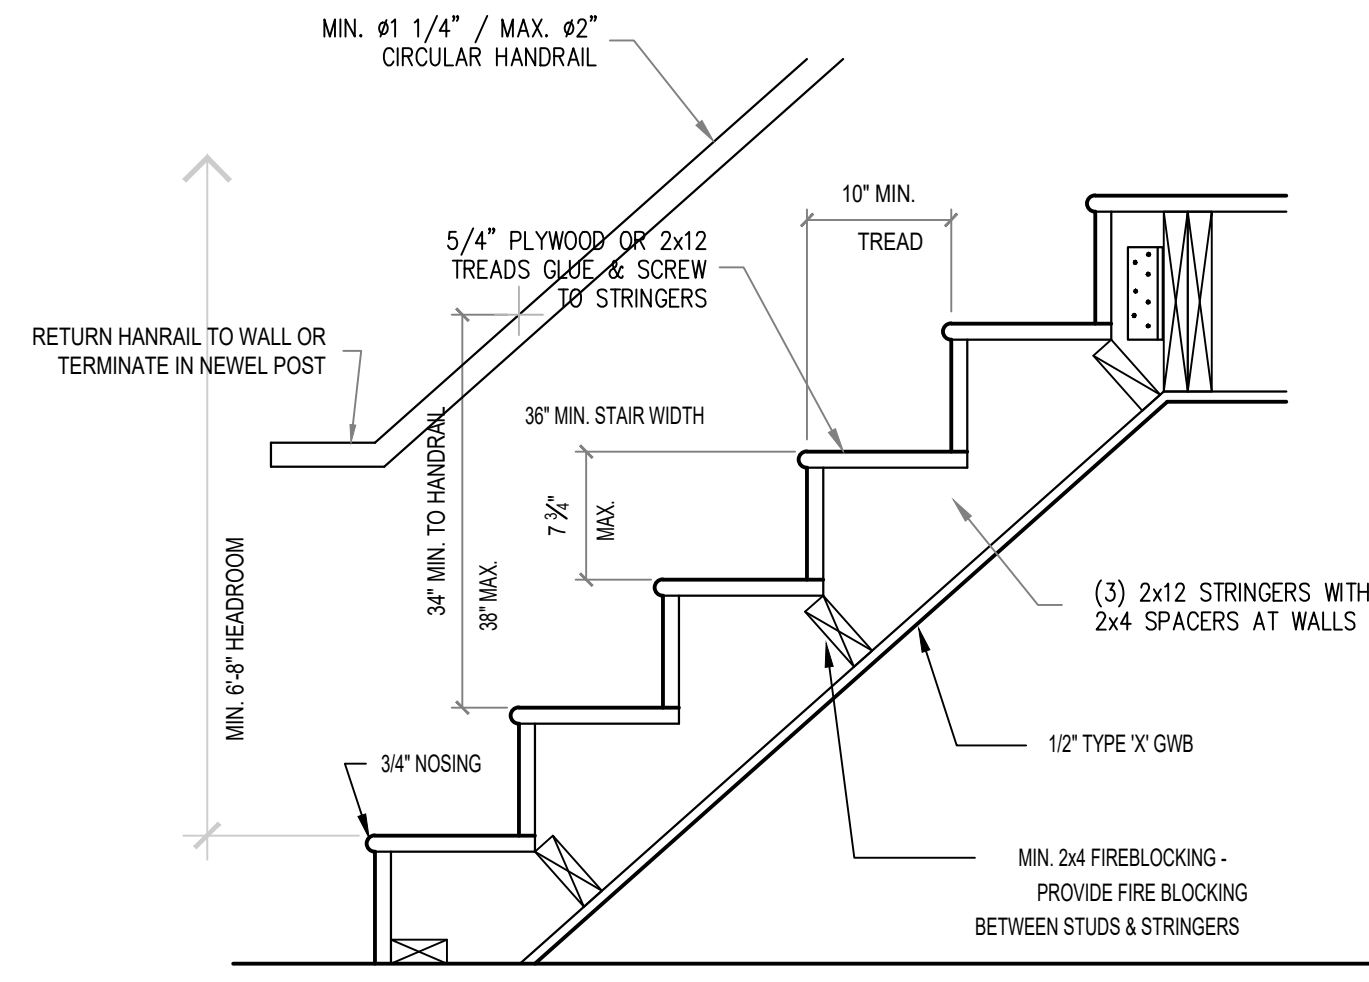 MIN. ø1 1/4” / MAX. ø2”
CIRCULAR HANDRAIL
10" MIN.
TREAD
5/4” PLYWOOD OR 2x12
TREADS GLUE & SCREW
TO STRINGERS
RETURN HANRAIL TO WALL OR
TERMINATE IN NEWEL POST
36" MIN. STAIR WIDTH
34" MIN. TO HANDRAIL
38" MAX.
7 3/4"
MAX.
MIN. 6'-8" HEADROOM
(3) 2x12 STRINGERS WITH
2x4 SPACERS AT WALLS
3/4" NOSING
1/2" TYPE 'X' GWB
MIN. 2x4 FIREBLOCKING -
PROVIDE FIRE BLOCKING
BETWEEN STUDS & STRINGERS